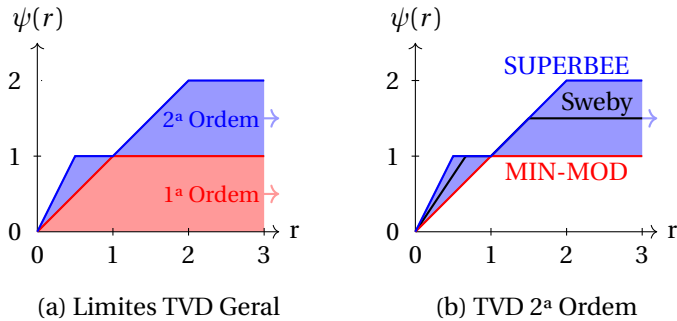 ψ(r)
2
1
0
0 1 2 3
r
2ª Ordem
1ª Ordem
(a) Limites TVD Geral
ψ(r)
2
1
0
0 1 2 3
r
SUPERBEE
Sweby
MIN-MOD
(b) TVD 2ª Ordem